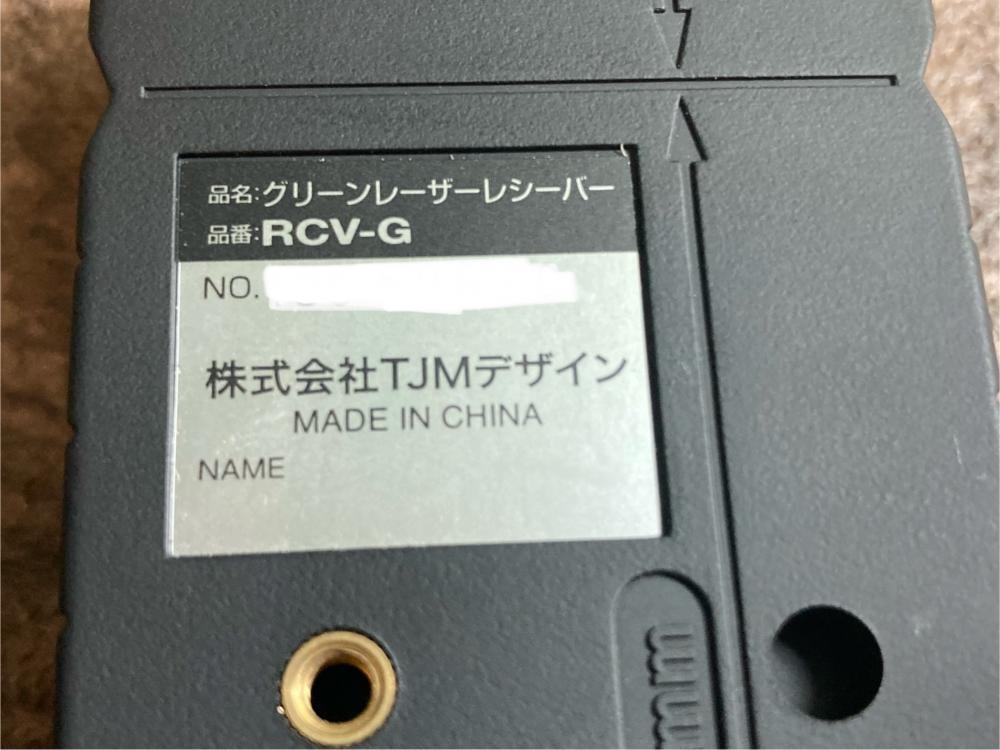 品名:グリーンレーザーレシーバー
品番:RCV-G
NO.
株式会社TJMデザイン
MADE IN CHINA
NAME
mm